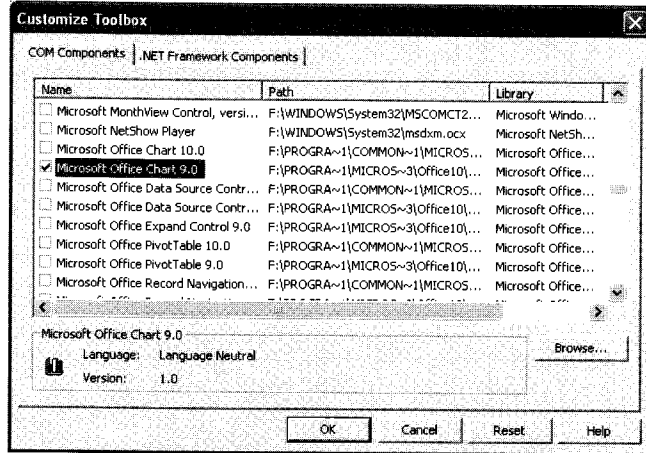 Customize Toolbox
COM Components | .NET Framework Components
Name Path Library
Microsoft MonthView Control, versi... F:\WINDOWS\System32\MSCOMCT2... Microsoft Windo...
Microsoft NetShow Player F:\WINDOWS\System32\msdxm.ocx Microsoft NetSh...
Microsoft Office Chart 10.0 F:\PROGRA~1\COMMON~1\MICROS... Microsoft Office...
Microsoft Office Chart 9.0 F:\PROGRA~1\MICROS~3\Office10\... Microsoft Office...
Microsoft Office Data Source Contr... F:\PROGRA~1\COMMON~1\MICROS... Microsoft Office...
Microsoft Office Data Source Contr... F:\PROGRA~1\MICROS~3\Office10\... Microsoft Office...
Microsoft Office Expand Control 9.0 F:\PROGRA~1\MICROS~3\Office10\... Microsoft Office...
Microsoft Office PivotTable 10.0 F:\PROGRA~1\COMMON~1\MICROS... Microsoft Office...
Microsoft Office PivotTable 9.0 F:\PROGRA~1\MICROS~3\Office10\... Microsoft Office...
Microsoft Office Record Navigation... F:\PROGRA~1\COMMON~1\MICROS... Microsoft Office...
Microsoft Office Chart 9.0
Language: Language Neutral
Version: 1.0
Browse...
OK Cancel Reset Help